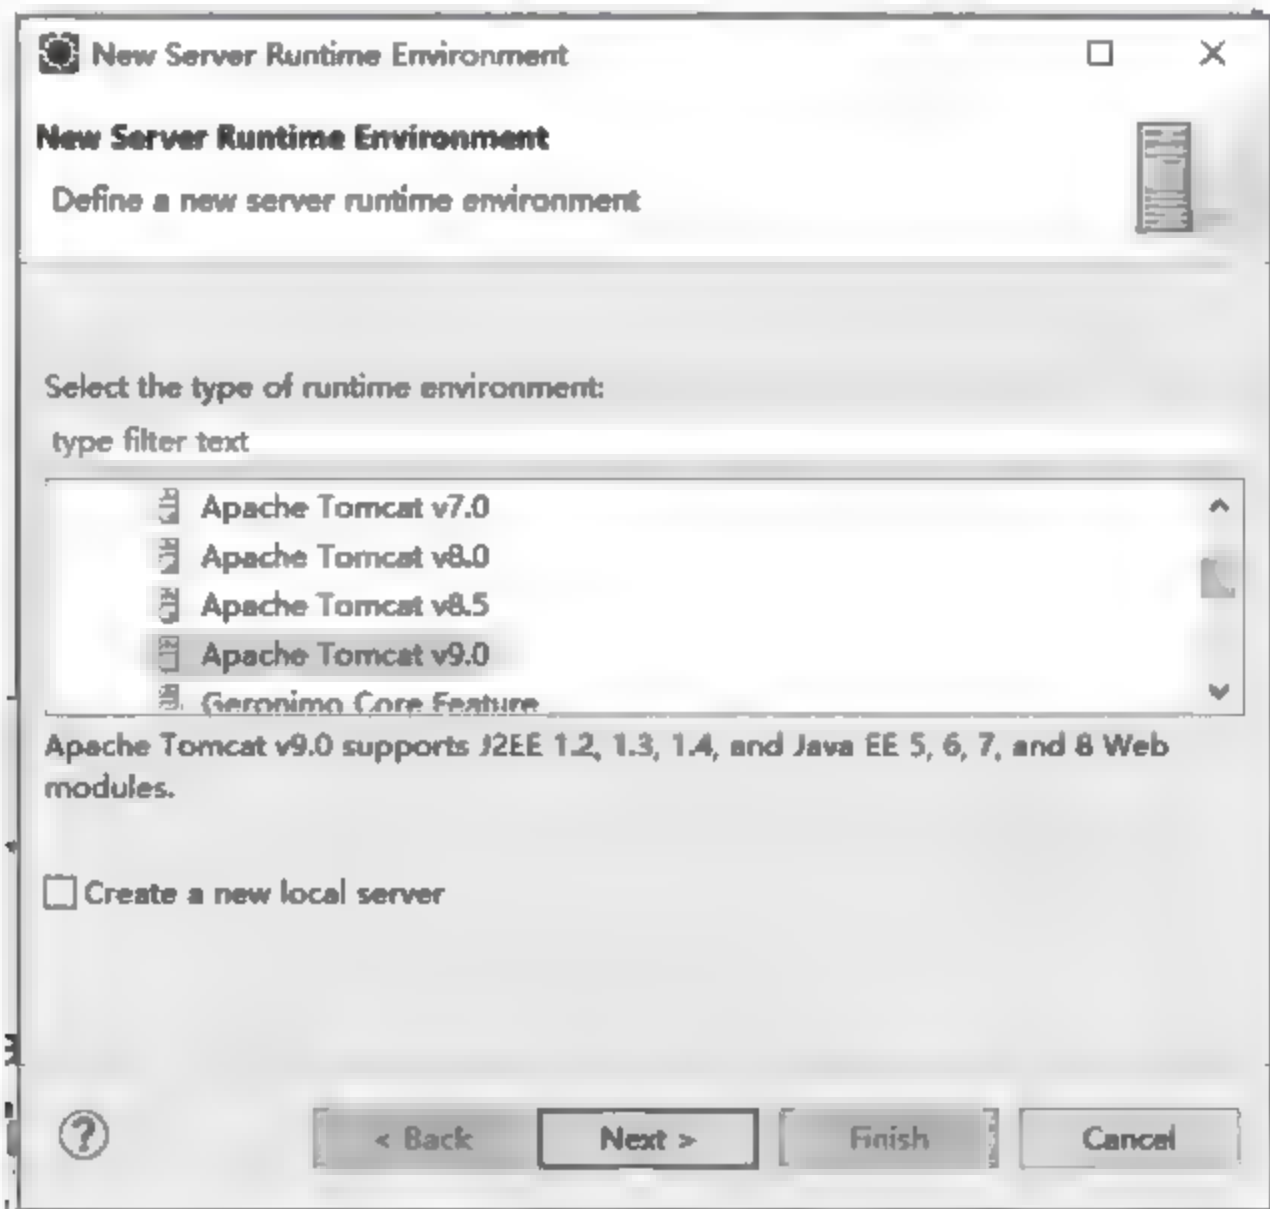 New Server Runtime Environment
New Server Runtime Environment
Define a new server runtime environment
Select the type of runtime environment:
type filter text
Apache Tomcat v7.0
Apache Tomcat v8.0
Apache Tomcat v8.5
Apache Tomcat v9.0
Geronimo Core Feature
Apache Tomcat v9.0 supports J2EE 1.2, 1.3, 1.4, and Java EE 5, 6, 7, and 8 Web
modules.
Create a new local server
? < Back Next > Finish Cancel